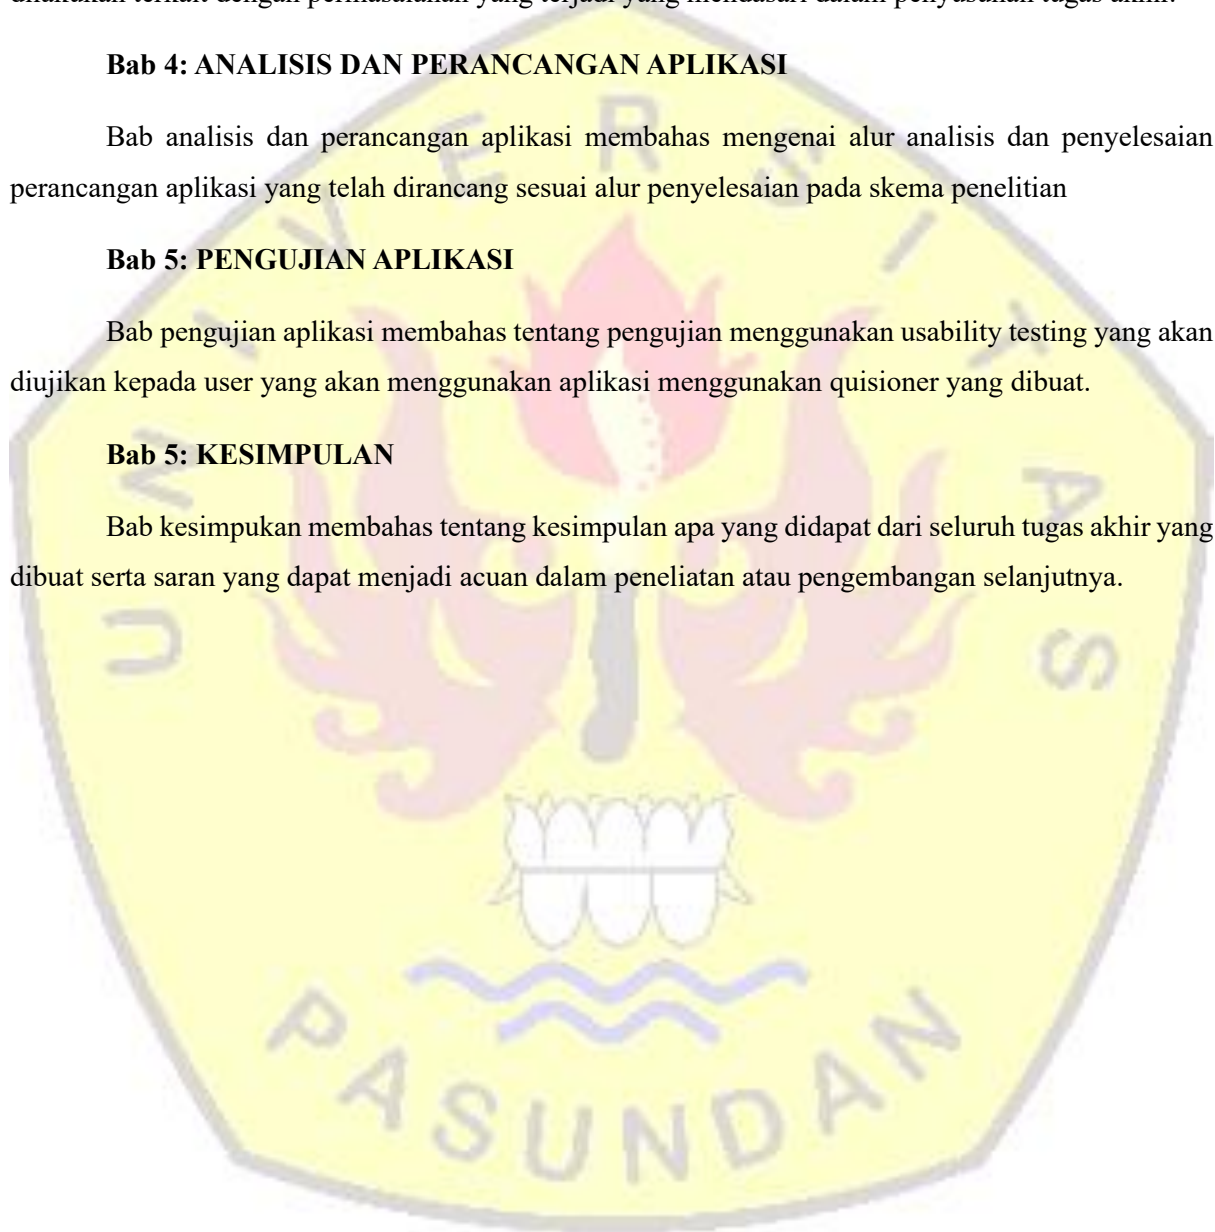 dilakukan terkait dengan permasalahan yang terjadi yang mendasari dalam penyusunan tugas akhir.
Bab 4: ANALISIS DAN PERANCANGAN APLIKASI
Bab analisis dan perancangan aplikasi membahas mengenai alur analisis dan penyelesaian
perancangan aplikasi yang telah dirancang sesuai alur penyelesaian pada skema penelitian
Bab 5: PENGUJIAN APLIKASI
Bab pengujian aplikasi membahas tentang pengujian menggunakan usability testing yang akan
diujikan kepada user yang akan menggunakan aplikasi menggunakan quisioner yang dibuat.
Bab 5: KESIMPULAN
Bab kesimpukan membahas tentang kesimpulan apa yang didapat dari seluruh tugas akhir yang
dibuat serta saran yang dapat menjadi acuan dalam peneliatan atau pengembangan selanjutnya.
UNIVERSITAS
PASUNDAN